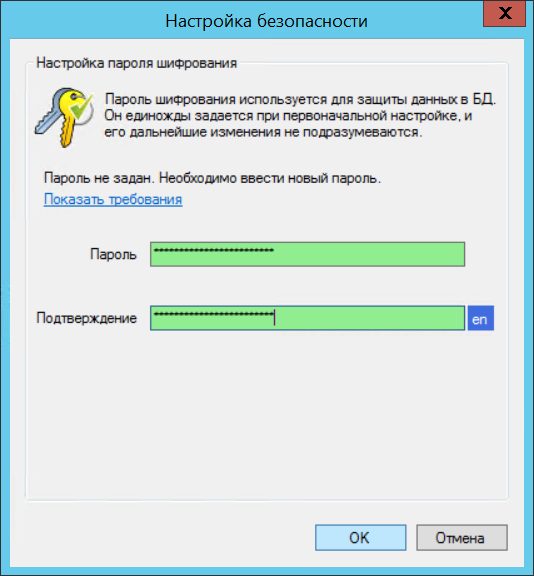 Настройка безопасности
Настройка пароля шифрования
Пароль шифрования используется для защиты данных в БД.
Он единожды задается при первоначальной настройке, и
его дальнейшие изменения не подразумеваются.
Пароль не задан. Необходимо ввести новый пароль.
Показать требования
Пароль ************************
Подтверждение ************************ en
OK Отмена